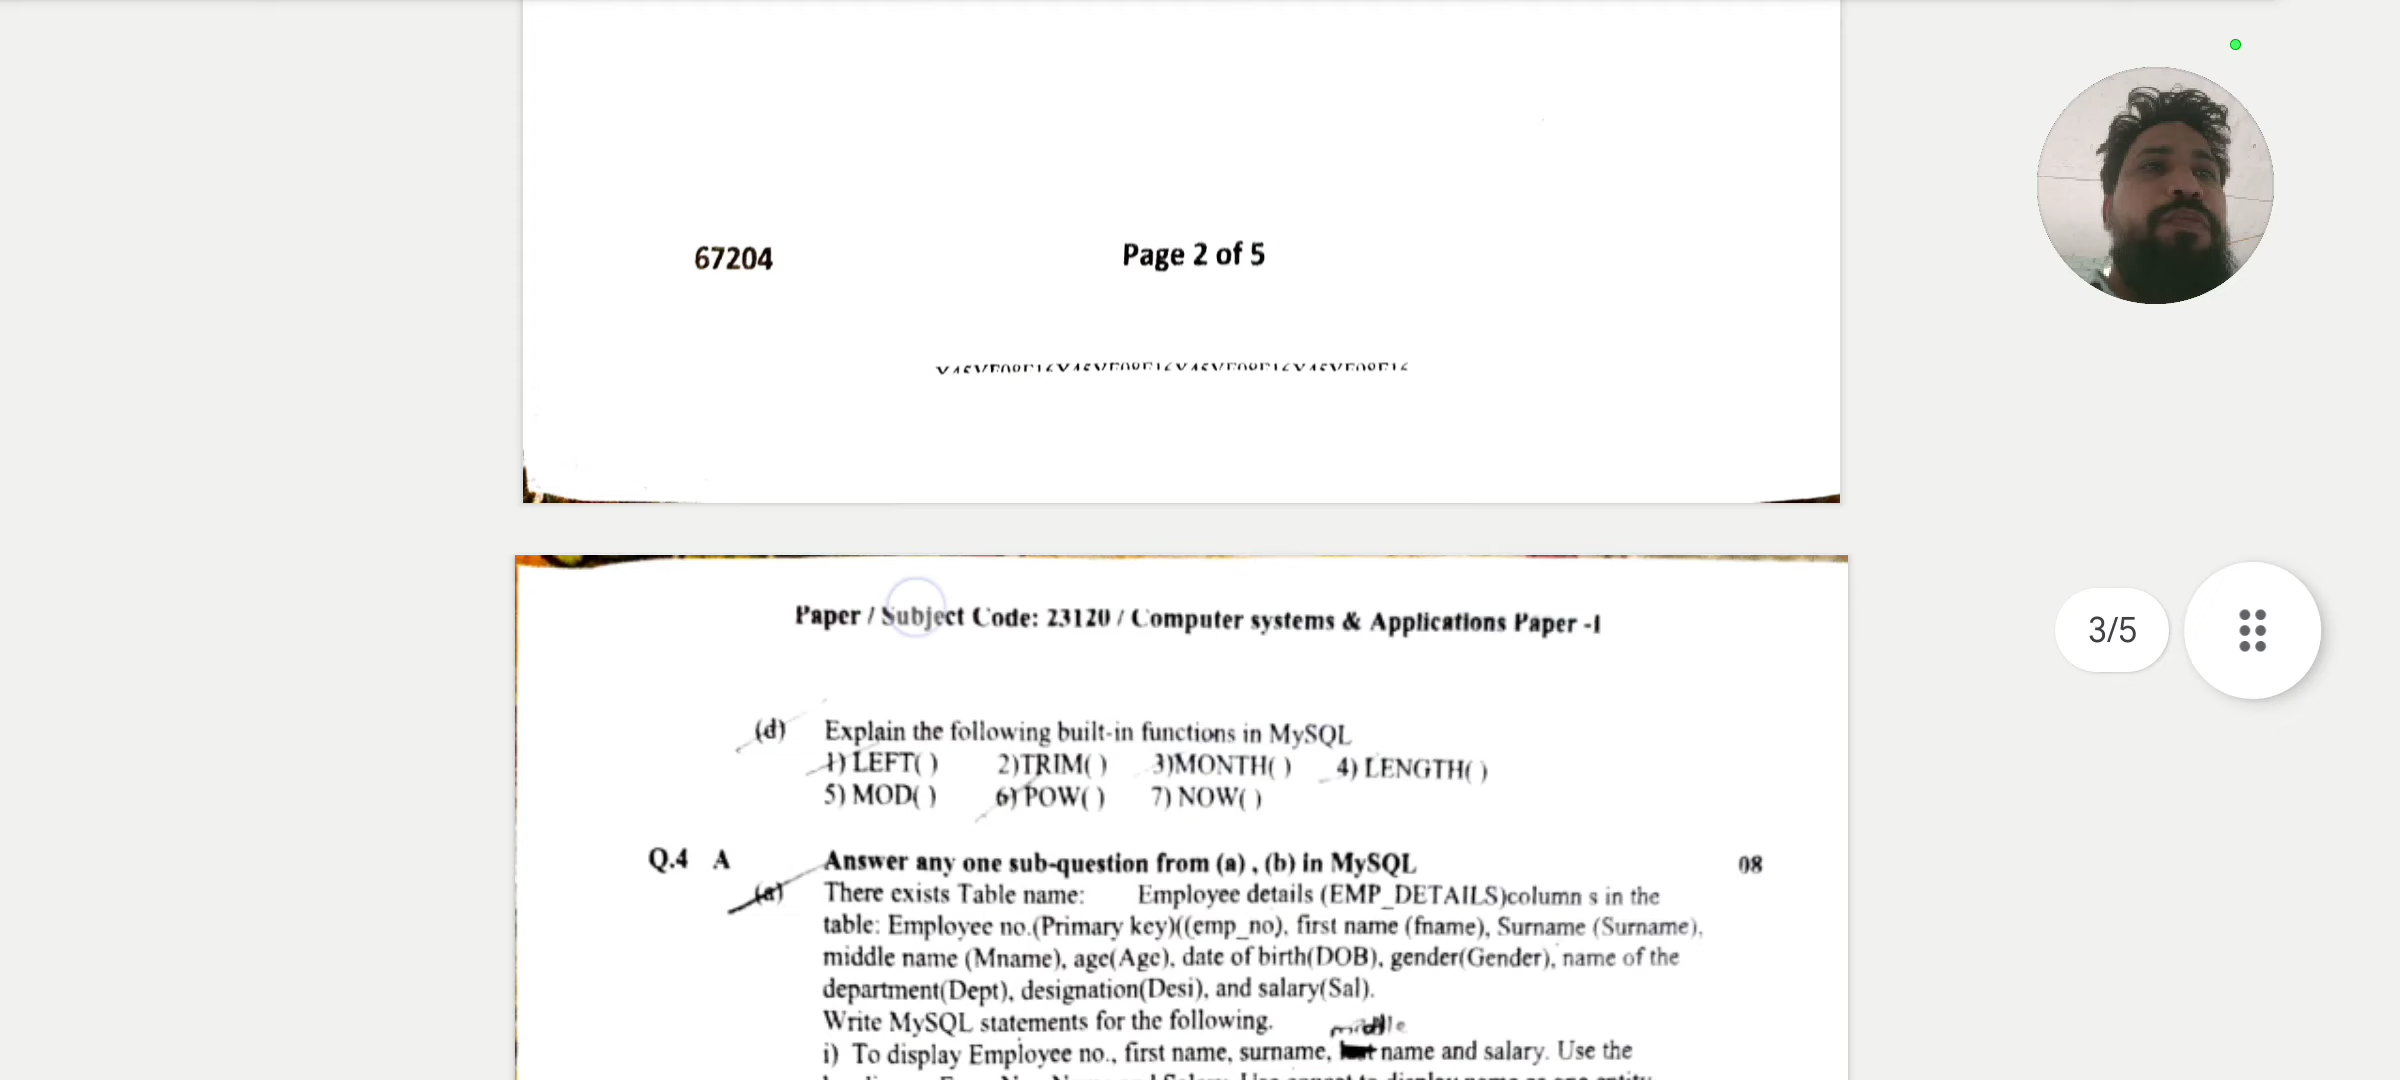 67204
Page 2 of 5
Paper / Subject Code: 23120 / Computer systems & Applications Paper -I
3/5
(d) Explain the following built-in functions in MySQL
1) LEFT( ) 2)TRIM( ) 3)MONTH( ) 4) LENGTH( )
5) MOD( ) 6) POW( ) 7) NOW( )
Q.4 A Answer any one sub-question from (a) , (b) in MySQL 08
(a) There exists Table name: Employee details (EMP_DETAILS)column s in the
table: Employee no.(Primary key)((emp_no), first name (fname), Surname (Surname),
middle name (Mname), age(Age), date of birth(DOB), gender(Gender), name of the
department(Dept), designation(Desi), and salary(Sal).
Write MySQL statements for the following.
middle
i) To display Employee no., first name, surname, name and salary. Use the